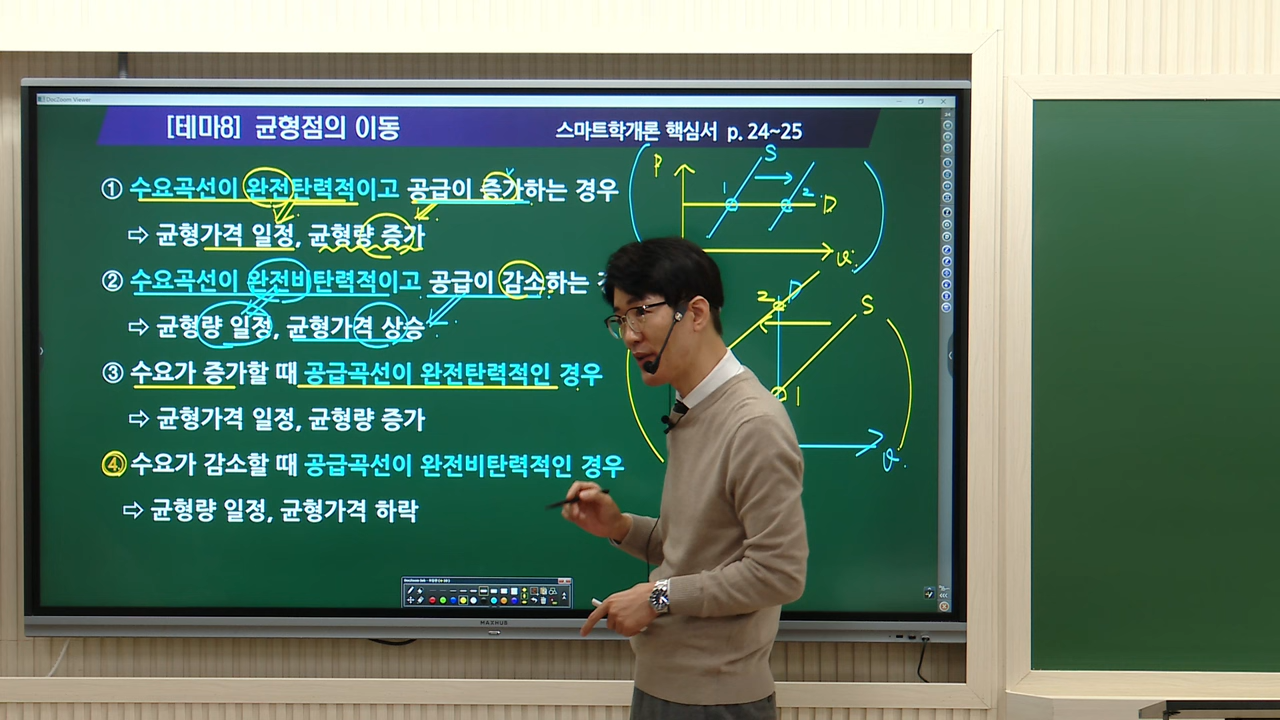 DocZoom Viewer
[테마8] 균형점의 이동
스마트학개론 핵심서 p. 24~25
① 수요곡선이 완전탄력적이고 공급이 증가하는 경우
⇨ 균형가격 일정, 균형량 증가
② 수요곡선이 완전비탄력적이고 공급이 감소하는
⇨ 균형량 일정, 균형가격 상승
③ 수요가 증가할 때 공급곡선이 완전탄력적인 경우
⇨ 균형가격 일정, 균형량 증가
④ 수요가 감소할 때 공급곡선이 완전비탄력적인 경우
⇨ 균형량 일정, 균형가격 하락
P
S
1
2
D
2
D
S
1
MAXHUB